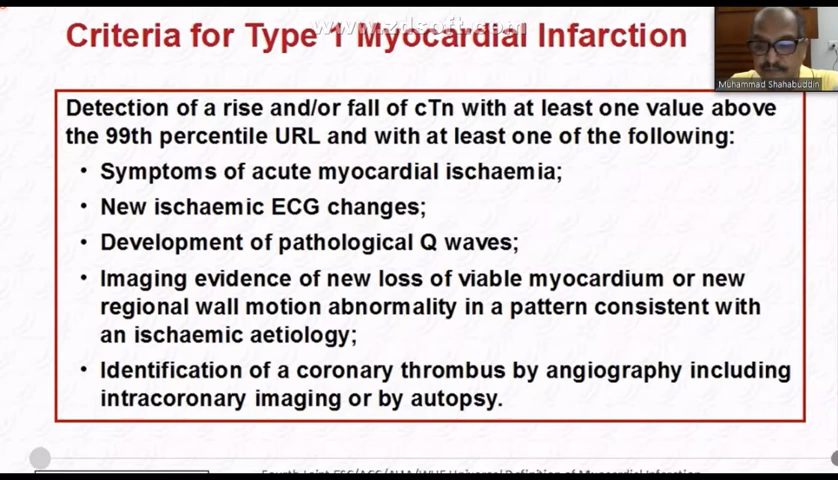 www.zdsoft.com
Criteria for Type 1 Myocardial Infarction
Muhammad Shahabuddin
Detection of a rise and/or fall of cTn with at least one value above
the 99th percentile URL and with at least one of the following:
• Symptoms of acute myocardial ischaemia;
• New ischaemic ECG changes;
• Development of pathological Q waves;
• Imaging evidence of new loss of viable myocardium or new
regional wall motion abnormality in a pattern consistent with
an ischaemic aetiology;
• Identification of a coronary thrombus by angiography including
intracoronary imaging or by autopsy.
Fourth Joint ESC/ACC/AHA/WHF Universal Definition of Myocardial Infarction